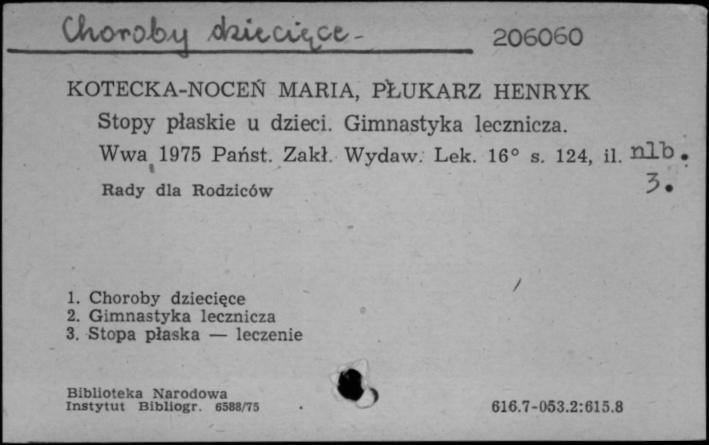 Choroby dziecięce - 206060
KOTECKA-NOCEŃ MARIA, PŁUKARZ HENRYK
Stopy płaskie u dzieci. Gimnastyka lecznicza.
Wwa 1975 Państ. Zakł. Wydaw. Lek. 16° s. 124, il. nlb.
3.
Rady dla Rodziców
1. Choroby dziecięce
2. Gimnastyka lecznicza
3. Stopa płaska — leczenie
Biblioteka Narodowa
Instytut Bibliogr. 6588/75
616.7-053.2:615.8